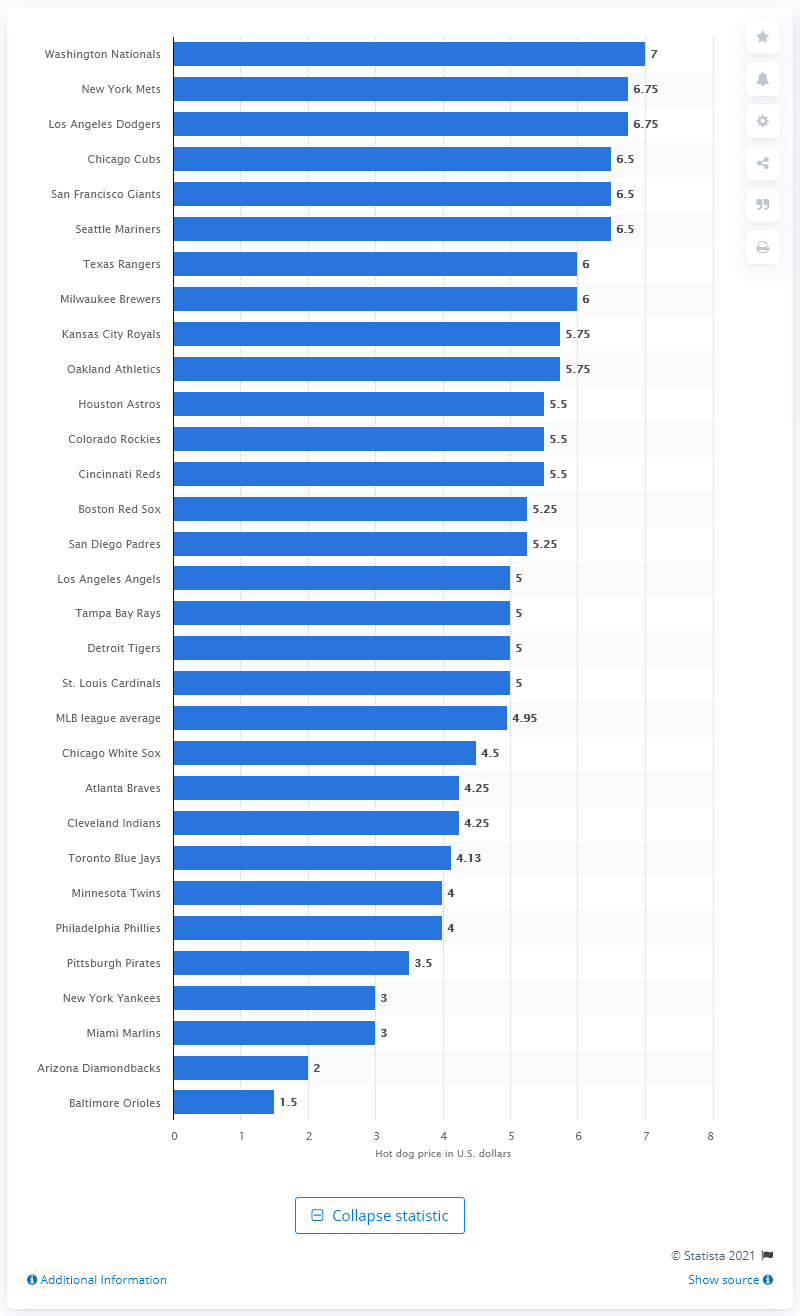 Washington Nationals 7
New York Mets 6.75
Los Angeles Dodgers 6.75
Chicago Cubs 6.5
San Francisco Giants 6.5
Seattle Mariners 6.5
Texas Rangers 6
Milwaukee Brewers 6
Kansas City Royals 5.75
Oakland Athletics 5.75
Houston Astros 5.5
Colorado Rockies 5.5
Cincinnati Reds 5.5
Boston Red Sox 5.25
San Diego Padres 5.25
Los Angeles Angels 5
Tampa Bay Rays 5
Detroit Tigers 5
St. Louis Cardinals 5
MLB league average 4.95
Chicago White Sox 4.5
Atlanta Braves 4.25
Cleveland Indians 4.25
Toronto Blue Jays 4.13
Minnesota Twins 4
Philadelphia Phillies 4
Pittsburgh Pirates 3.5
New York Yankees 3
Miami Marlins 3
Arizona Diamondbacks 2
Baltimore Orioles 1.5
0 1 2 3 4 5 6 7 8
Hot dog price in U.S. dollars
Collapse statistic
© Statista 2021
Additional Information Show source